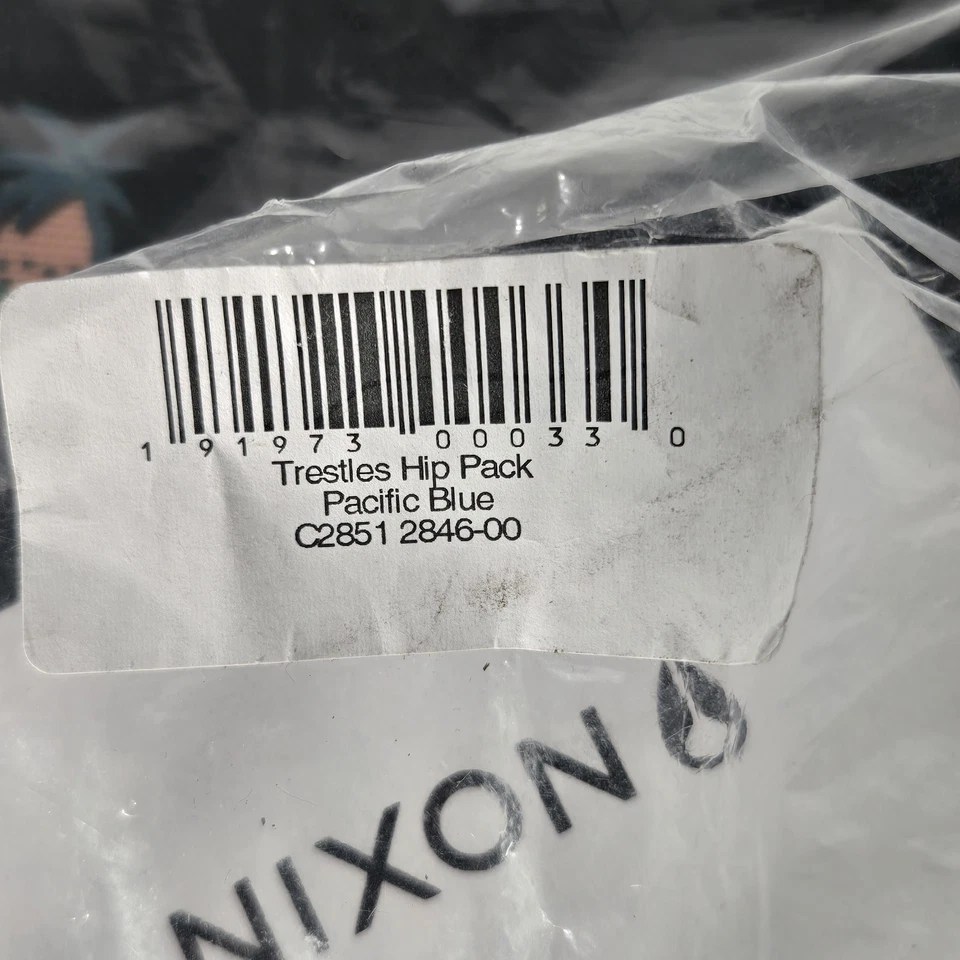 1 91973 00033 0
Trestles Hip Pack
Pacific Blue
C2851 2846-00
NIXON